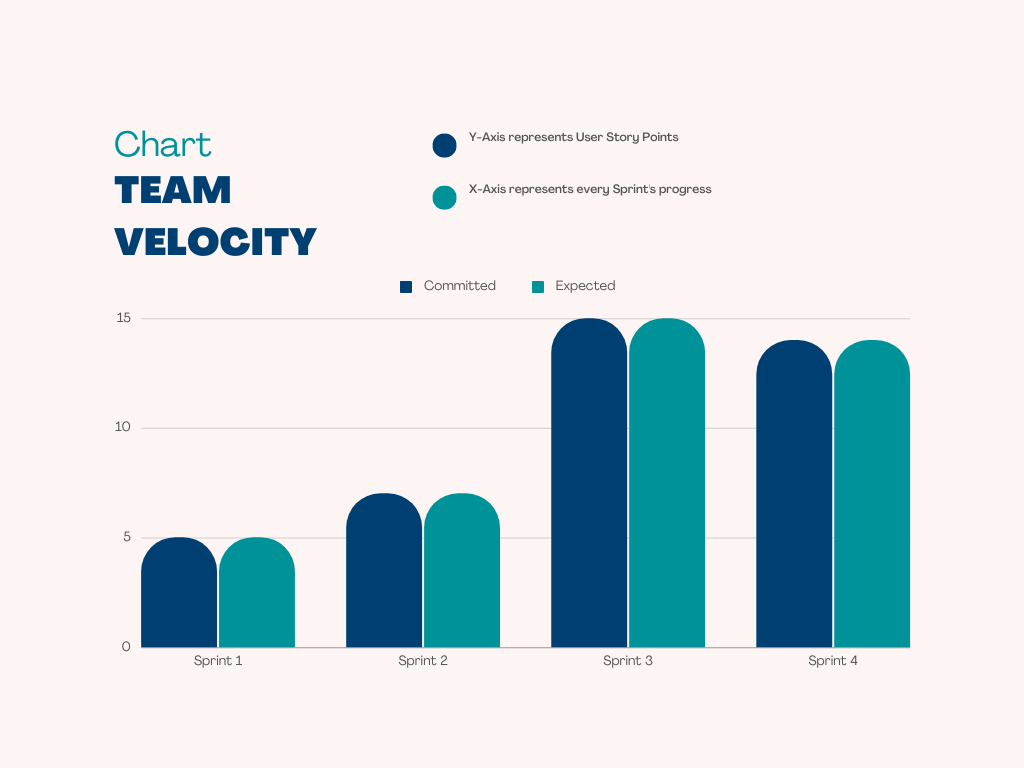 Chart
TEAM
VELOCITY
Y-Axis represents User Story Points
X-Axis represents every Sprint's progress
Committed
Expected
15
10
5
0
Sprint 1
Sprint 2
Sprint 3
Sprint 4